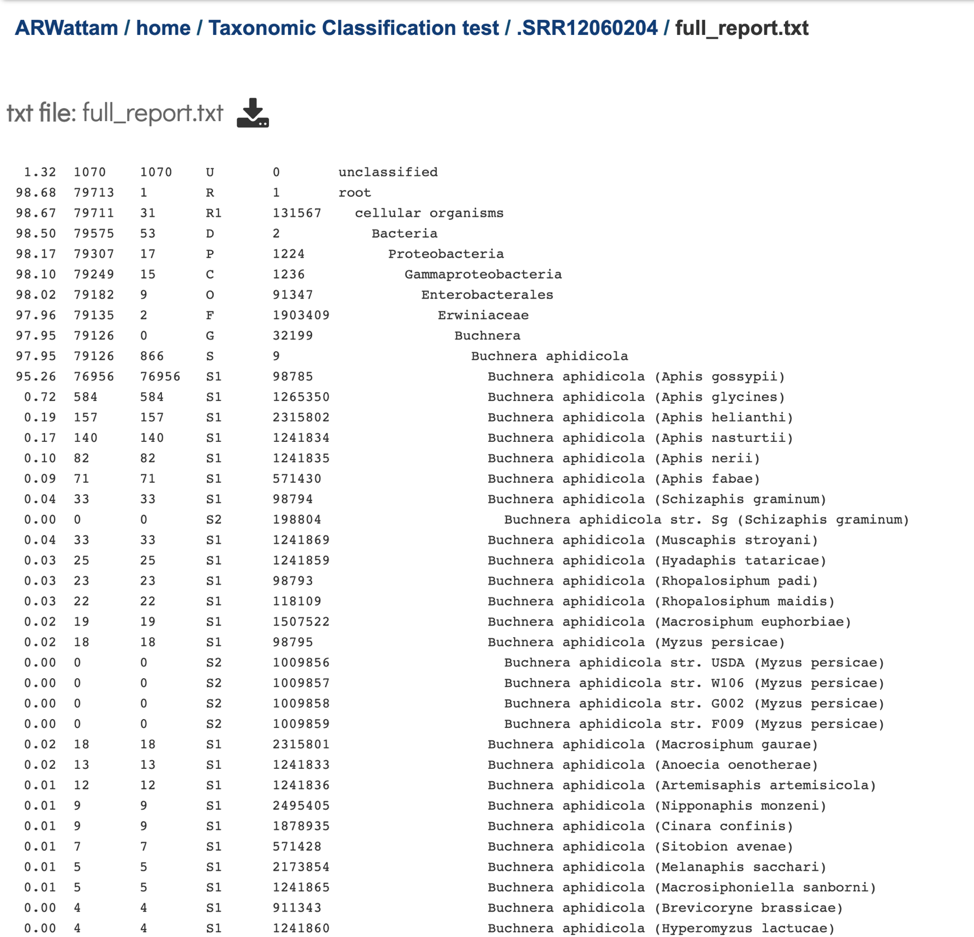 ARWattam / home / Taxonomic Classification test / .SRR12060204 / full_report.txt
txt file: full_report.txt
1.32 1070 1070 U 0 unclassified
98.68 79713 1 R 1 root
98.67 79711 31 R1 131567 cellular organisms
98.50 79575 53 D 2 Bacteria
98.17 79307 17 P 1224 Proteobacteria
98.10 79249 15 C 1236 Gammaproteobacteria
98.02 79182 9 O 91347 Enterobacterales
97.96 79135 2 F 1903409 Erwiniaceae
97.95 79126 0 G 32199 Buchnera
97.95 79126 866 S 9 Buchnera aphidicola
95.26 76956 76956 S1 98785 Buchnera aphidicola (Aphis gossypii)
0.72 584 584 S1 1265350 Buchnera aphidicola (Aphis glycines)
0.19 157 157 S1 2315802 Buchnera aphidicola (Aphis helianthi)
0.17 140 140 S1 1241834 Buchnera aphidicola (Aphis nasturtii)
0.10 82 82 S1 1241835 Buchnera aphidicola (Aphis nerii)
0.09 71 71 S1 571430 Buchnera aphidicola (Aphis fabae)
0.04 33 33 S1 98794 Buchnera aphidicola (Schizaphis graminum)
0.00 0 0 S2 198804 Buchnera aphidicola str. Sg (Schizaphis graminum)
0.04 33 33 S1 1241869 Buchnera aphidicola (Muscaphis stroyani)
0.03 25 25 S1 1241859 Buchnera aphidicola (Hyadaphis tataricae)
0.03 23 23 S1 98793 Buchnera aphidicola (Rhopalosiphum padi)
0.03 22 22 S1 118109 Buchnera aphidicola (Rhopalosiphum maidis)
0.02 19 19 S1 1507522 Buchnera aphidicola (Macrosiphum euphorbiae)
0.02 18 18 S1 98795 Buchnera aphidicola (Myzus persicae)
0.00 0 0 S2 1009856 Buchnera aphidicola str. USDA (Myzus persicae)
0.00 0 0 S2 1009857 Buchnera aphidicola str. W106 (Myzus persicae)
0.00 0 0 S2 1009858 Buchnera aphidicola str. G002 (Myzus persicae)
0.00 0 0 S2 1009859 Buchnera aphidicola str. F009 (Myzus persicae)
0.02 18 18 S1 2315801 Buchnera aphidicola (Macrosiphum gaurae)
0.02 13 13 S1 1241833 Buchnera aphidicola (Anoecia oenotherae)
0.01 12 12 S1 1241836 Buchnera aphidicola (Artemisaphis artemisicola)
0.01 9 9 S1 2495405 Buchnera aphidicola (Nipponaphis monzeni)
0.01 9 9 S1 1878935 Buchnera aphidicola (Cinara confinis)
0.01 7 7 S1 571428 Buchnera aphidicola (Sitobion avenae)
0.01 5 5 S1 2173854 Buchnera aphidicola (Melanaphis sacchari)
0.01 5 5 S1 1241865 Buchnera aphidicola (Macrosiphoniella sanborni)
0.00 4 4 S1 911343 Buchnera aphidicola (Brevicoryne brassicae)
0.00 4 4 S1 1241860 Buchnera aphidicola (Hyperomyzus lactucae)